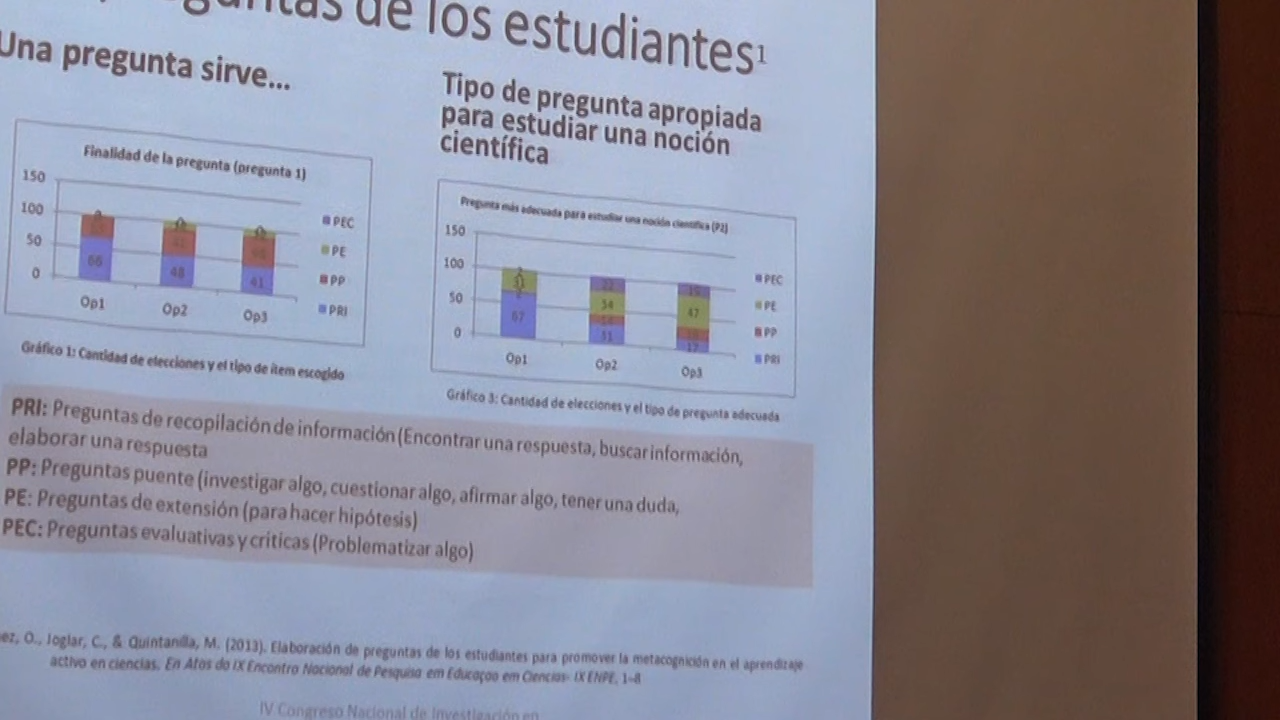 preguntas de los estudiantes¹
Una pregunta sirve...
Finalidad de la pregunta (pregunta 1)
150
100
50
0
66
48
41
Op1
Op2
Op3
PEC
PE
PP
PRI
Gráfico 1: Cantidad de elecciones y el tipo de ítem escogido
Tipo de pregunta apropiada
para estudiar una noción
científica
Pregunta más adecuada para estudiar una noción científica (P2)
150
100
50
0
67
34
31
47
17
Op1
Op2
Op3
PEC
PE
PP
PRI
Gráfico 3: Cantidad de elecciones y el tipo de pregunta adecuada
PRI: Preguntas de recopilación de información (Encontrar una respuesta, buscar información,
elaborar una respuesta
PP: Preguntas puente (investigar algo, cuestionar algo, afirmar algo, tener una duda,
PE: Preguntas de extensión (para hacer hipótesis)
PEC: Preguntas evaluativas y críticas (Problematizar algo)
ez, O., Joglar, C., & Quintanilla, M. (2013). Elaboración de preguntas de los estudiantes para promover la metacognición en el aprendizaje
activo en ciencias. En Atas do IX Encontro Nacional de Pesquisa em Educaçao em Ciencias- IX ENPE, 1-8
IV Congreso Nacional de Investigación en